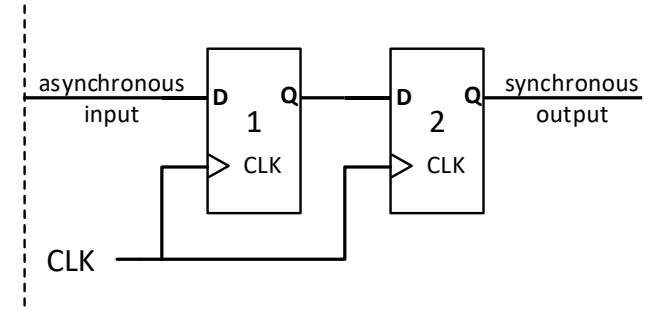 asynchronous
input
D
Q
1
CLK
D
Q
2
CLK
synchronous
output
CLK